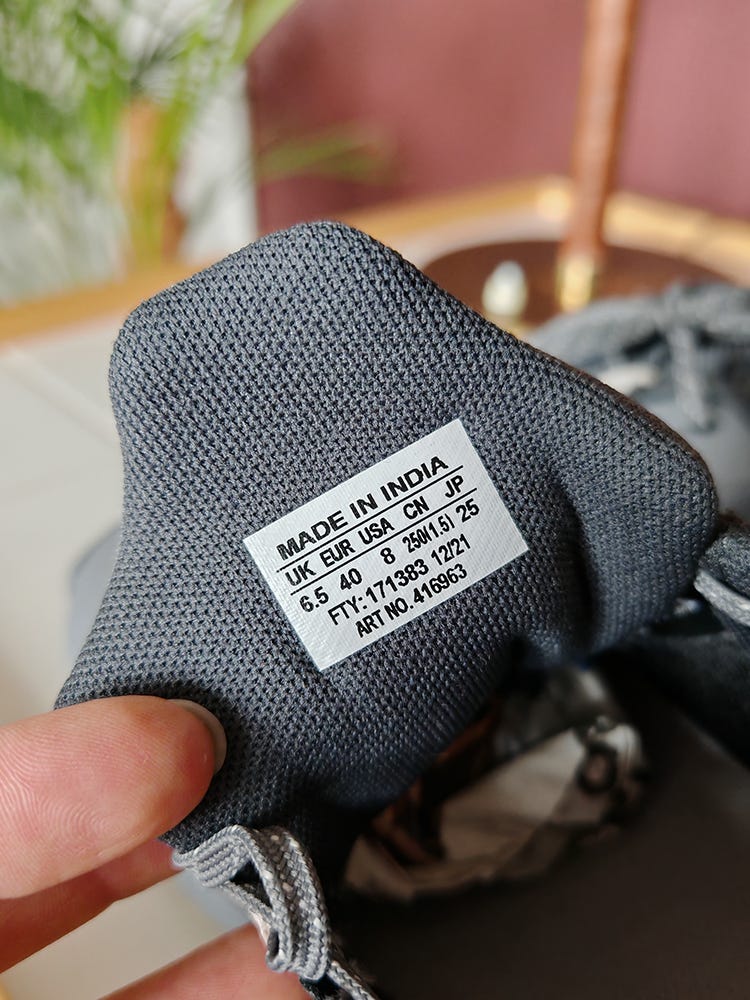 MADE IN INDIA
UK EUR USA CN JP
6.5 40 8 250(1.5) 25
FTY:171383 12/21
ART NO. 416963